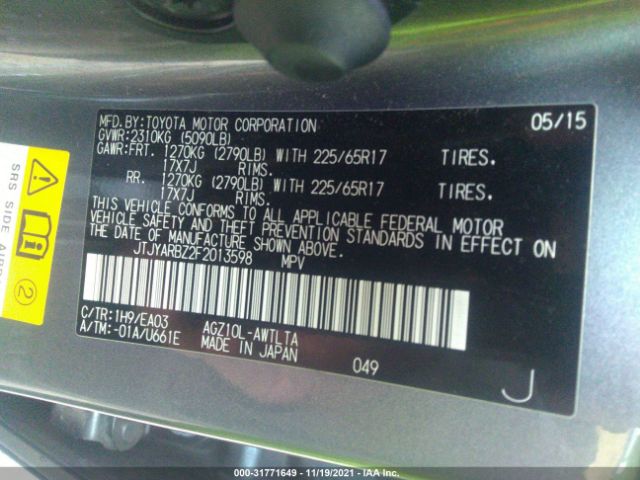 MFD.BY:TOYOTA MOTOR CORPORATION 05/15
GVWR:2310KG (5090LB)
GAWR:FRT. 1270KG (2790LB) WITH 225/65R17 TIRES.
17X7J RIMS.
RR. 1270KG (2790LB) WITH 225/65R17 TIRES.
17X7J RIMS.
THIS VEHICLE CONFORMS TO ALL APPLICABLE FEDERAL MOTOR
VEHICLE SAFETY AND THEFT PREVENTION STANDARDS IN EFFECT ON
THE DATE OF MANUFACTURE SHOWN ABOVE.
JTJYARBZ2F2013598 MPV
C/TR:1H9/EA03 AGZ10L-AWTLTA
A/TM:-01A/U661E MADE IN JAPAN 049
J
SRS SIDE
2
000-31771649 - 11/19/2021 - IAA Inc.